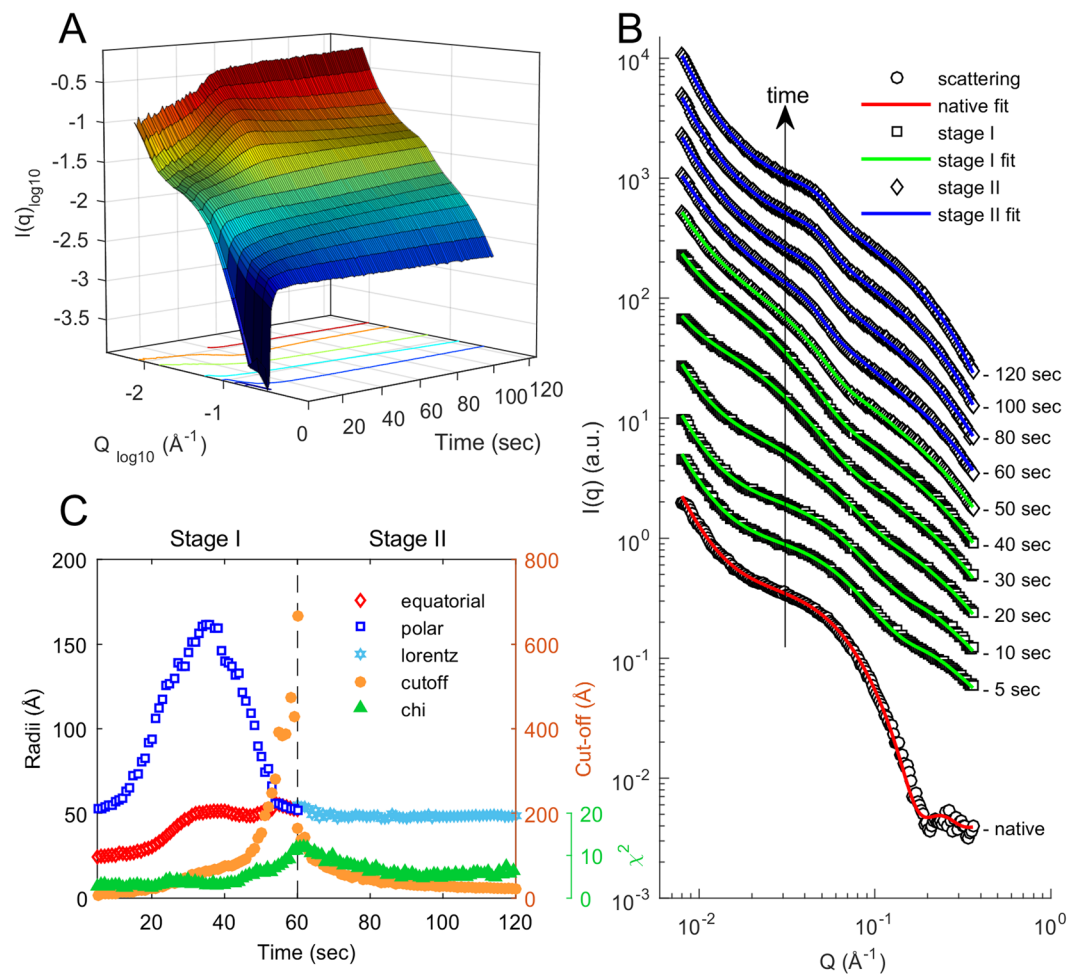 A
I(q)log10
-0.5
-1
-1.5
-2
-2.5
-3
-3.5
-2
-1
Q log10 (Å-1)
0
20
40
60
80
100
120
Time (sec)
B
10^4
10^3
10^2
10^1
10^0
10^-1
10^-2
10^-3
I(q) (a.u.)
time
scattering
native fit
stage I
stage I fit
stage II
stage II fit
- 120 sec
- 100 sec
- 80 sec
- 60 sec
- 50 sec
- 40 sec
- 30 sec
- 20 sec
- 10 sec
- 5 sec
- native
10^-2
10^-1
10^0
Q (Å-1)
C
Stage I
Stage II
200
150
100
50
0
Radii (Å)
equatorial
polar
lorentz
cutoff
chi
800
600
400
200
0
Cut-off (Å)
20
10
0
χ2
20
40
60
80
100
120
Time (sec)